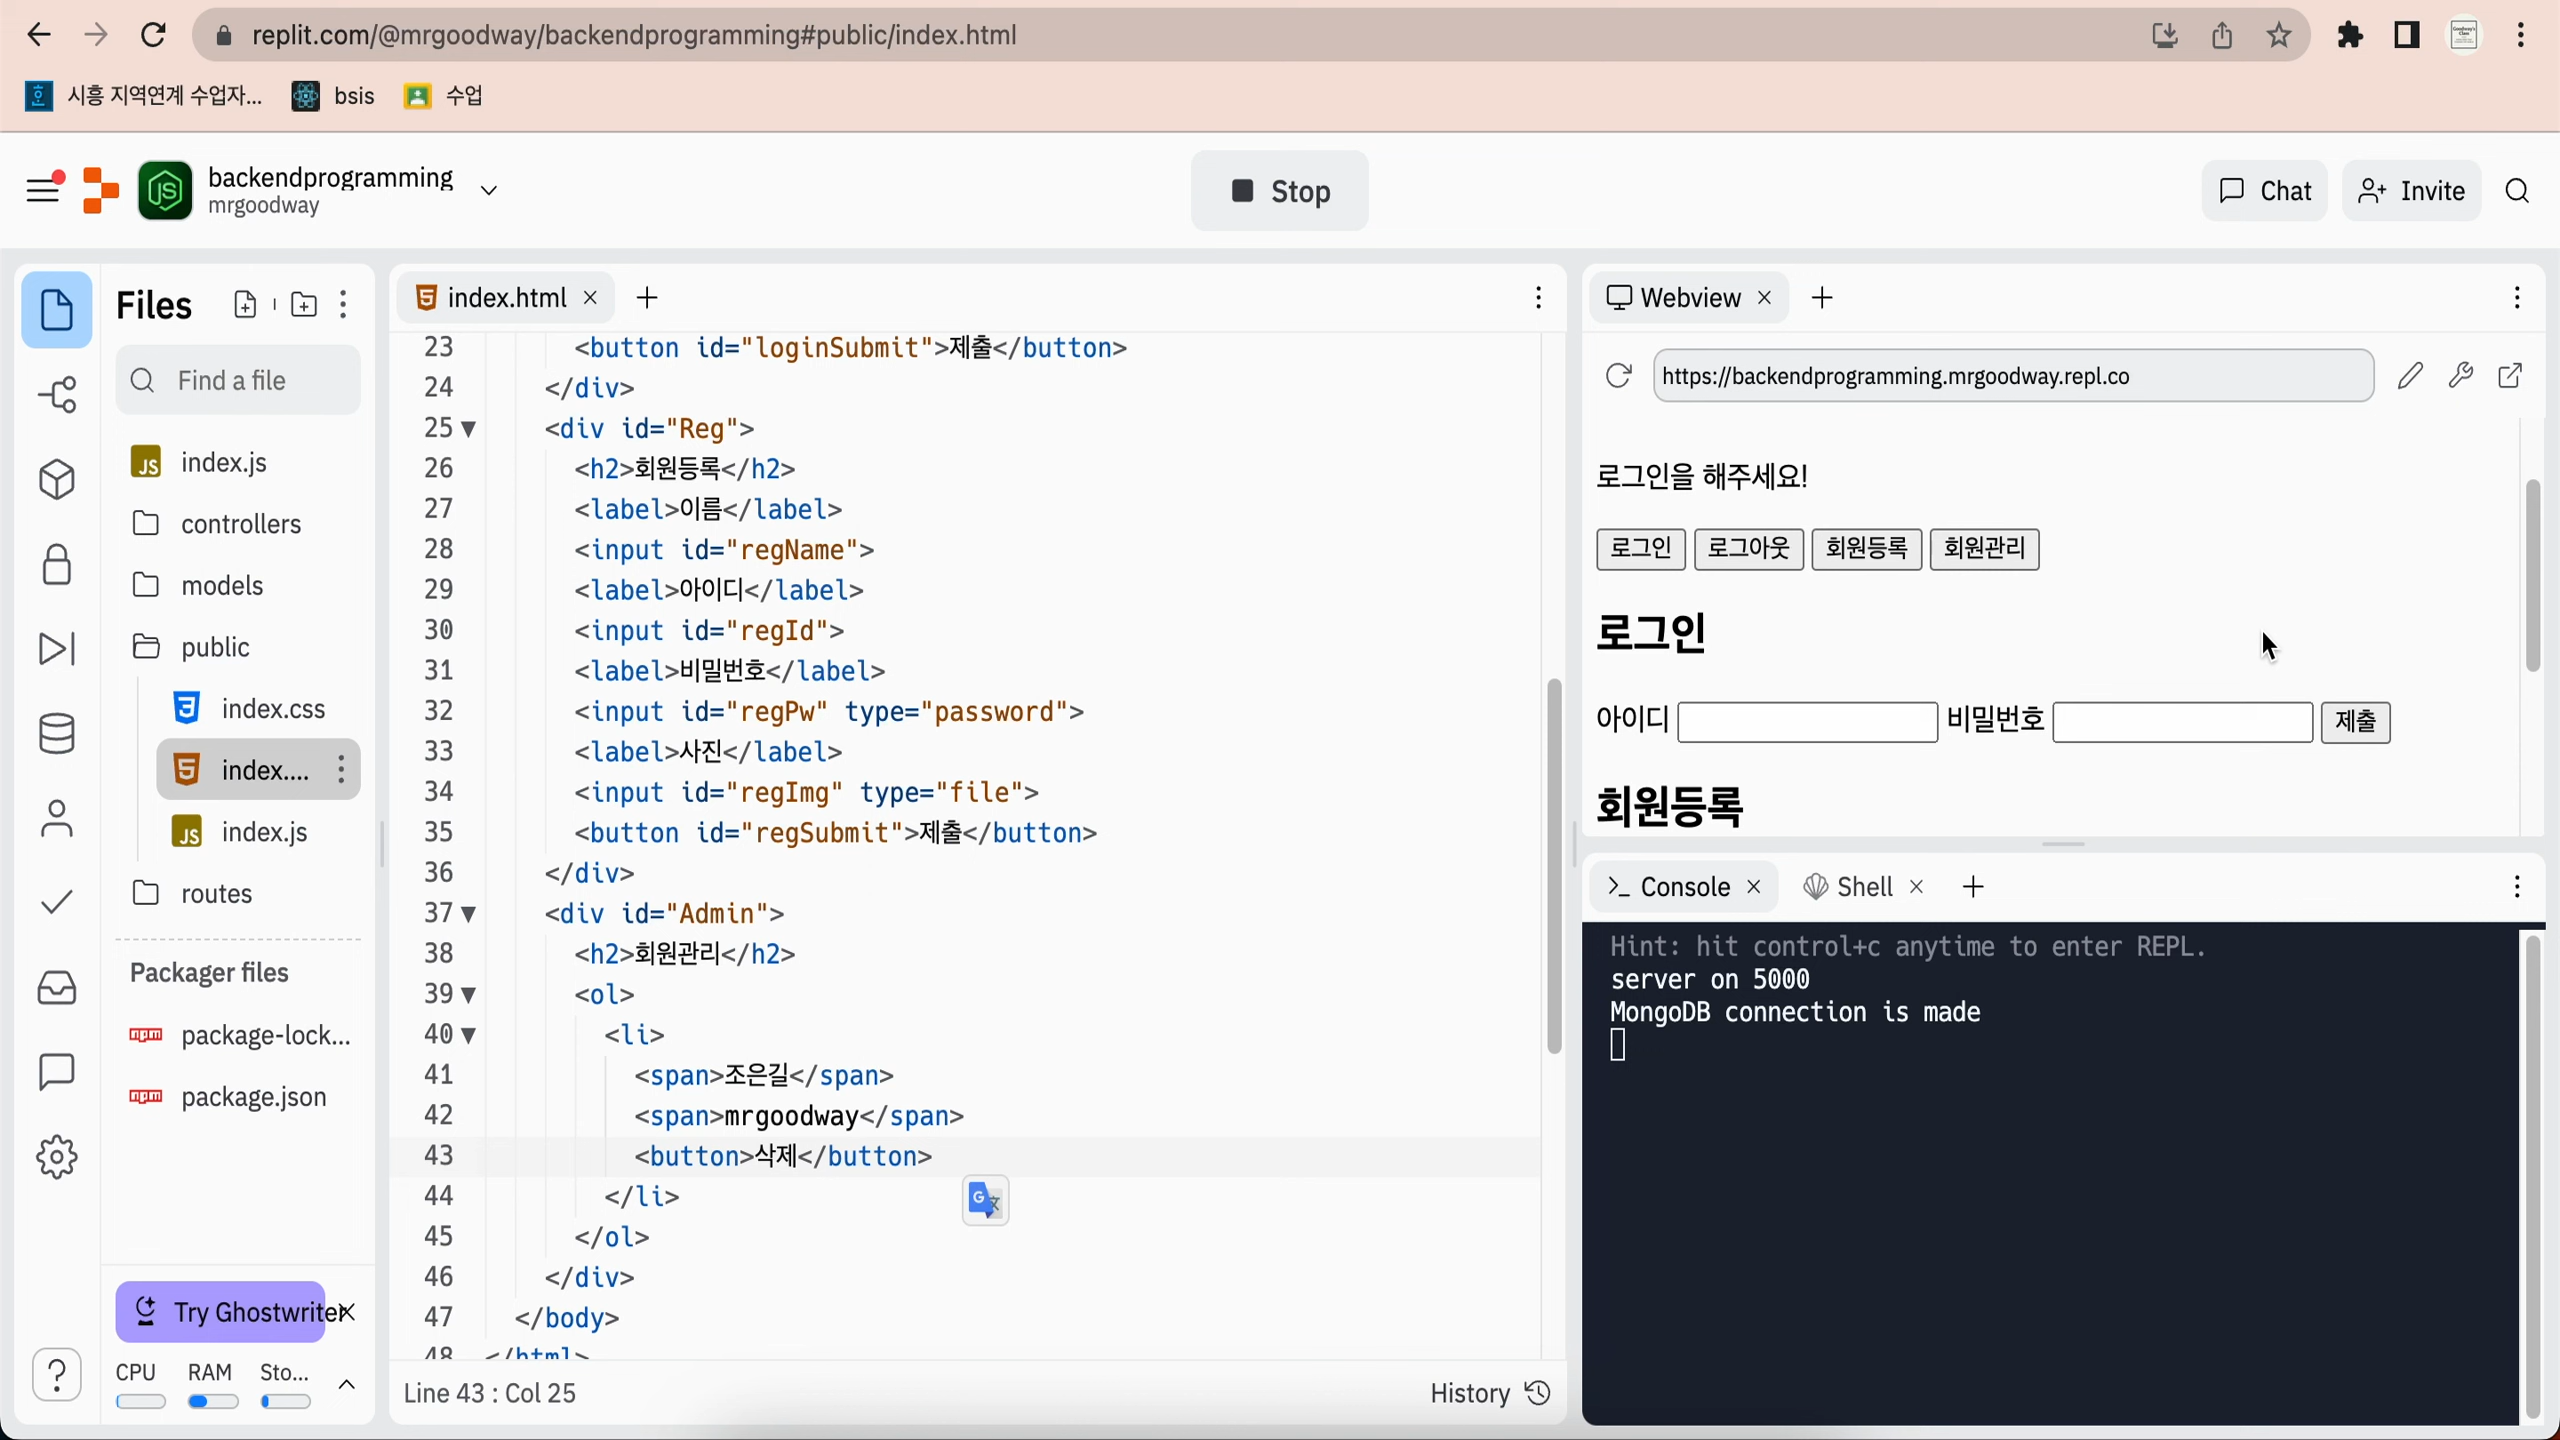 replit.com/@mrgoodway/backendprogramming#public/index.html
시흥 지역연계 수업자...
bsis
수업
backendprogramming
mrgoodway
Stop
Chat
Invite
Files
Find a file
index.js
controllers
models
public
index.css
index....
index.js
routes
Packager files
package-lock...
package.json
Try Ghostwriter
CPU RAM Sto...
index.html
23 <button id="loginSubmit">제출</button>
24 </div>
25 <div id="Reg">
26 <h2>회원등록</h2>
27 <label>이름</label>
28 <input id="regName">
29 <label>아이디</label>
30 <input id="regId">
31 <label>비밀번호</label>
32 <input id="regPw" type="password">
33 <label>사진</label>
34 <input id="regImg" type="file">
35 <button id="regSubmit">제출</button>
36 </div>
37 <div id="Admin">
38 <h2>회원관리</h2>
39 <ol>
40 <li>
41 <span>조은길</span>
42 <span>mrgoodway</span>
43 <button>삭제</button>
44 </li>
45 </ol>
46 </div>
47 </body>
48 </html>
Line 43 : Col 25
History
Webview
https://backendprogramming.mrgoodway.repl.co
로그인을 해주세요!
로그인 로그아웃 회원등록 회원관리
로그인
아이디 비밀번호 제출
회원등록
Console
Shell
Hint: hit control+c anytime to enter REPL.
server on 5000
MongoDB connection is made